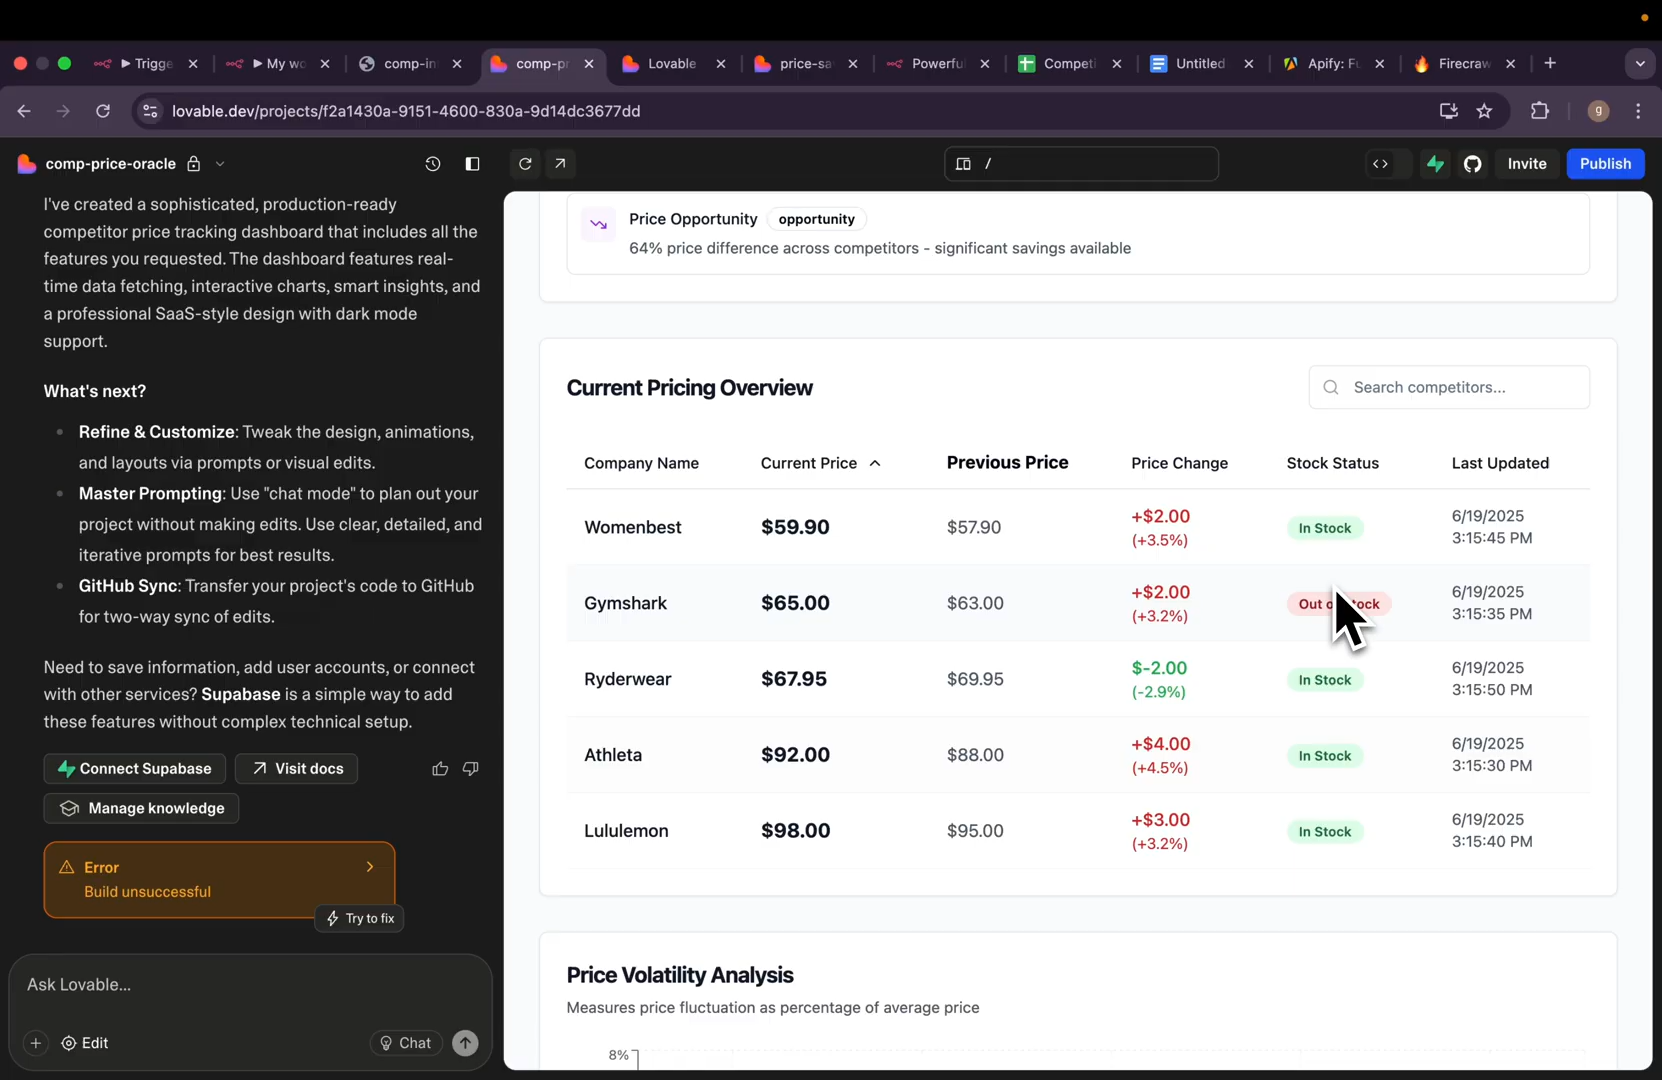 Trigge
My wo
comp-in
comp-pr
Lovable
price-sa
Powerful
Competi
Untitled
Apify: Fu
Firecraw
lovable.dev/projects/f2a1430a-9151-4600-830a-9d14dc3677dd
g
comp-price-oracle
/
Invite
Publish
I've created a sophisticated, production-ready
competitor price tracking dashboard that includes all the
features you requested. The dashboard features real-
time data fetching, interactive charts, smart insights, and
a professional SaaS-style design with dark mode
support.
What's next?
Refine & Customize: Tweak the design, animations,
and layouts via prompts or visual edits.
Master Prompting: Use "chat mode" to plan out your
project without making edits. Use clear, detailed, and
iterative prompts for best results.
GitHub Sync: Transfer your project's code to GitHub
for two-way sync of edits.
Need to save information, add user accounts, or connect
with other services? Supabase is a simple way to add
these features without complex technical setup.
Connect Supabase
Visit docs
Manage knowledge
Error
Build unsuccessful
Try to fix
Ask Lovable...
Edit
Chat
Price Opportunity opportunity
64% price difference across competitors - significant savings available
Current Pricing Overview
Search competitors...
Company Name Current Price Previous Price Price Change Stock Status Last Updated
Womenbest $59.90 $57.90 +$2.00 (+3.5%) In Stock 6/19/2025 3:15:45 PM
Gymshark $65.00 $63.00 +$2.00 (+3.2%) Out o tock 6/19/2025 3:15:35 PM
Ryderwear $67.95 $69.95 $-2.00 (-2.9%) In Stock 6/19/2025 3:15:50 PM
Athleta $92.00 $88.00 +$4.00 (+4.5%) In Stock 6/19/2025 3:15:30 PM
Lululemon $98.00 $95.00 +$3.00 (+3.2%) In Stock 6/19/2025 3:15:40 PM
Price Volatility Analysis
Measures price fluctuation as percentage of average price
8%